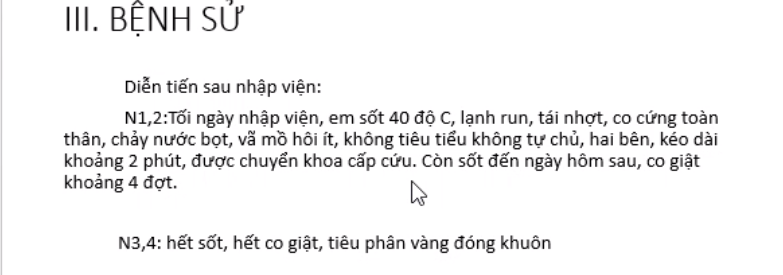 III. BỆNH SỬ
Diễn tiến sau nhập viện:
N1,2:Tối ngày nhập viện, em sốt 40 độ C, lạnh run, tái nhợt, co cứng toàn
thân, chảy nước bọt, vã mồ hôi ít, không tiêu tiểu không tự chủ, hai bên, kéo dài
khoảng 2 phút, được chuyển khoa cấp cứu. Còn sốt đến ngày hôm sau, co giật
khoảng 4 đợt.
N3,4: hết sốt, hết co giật, tiêu phân vàng đóng khuôn